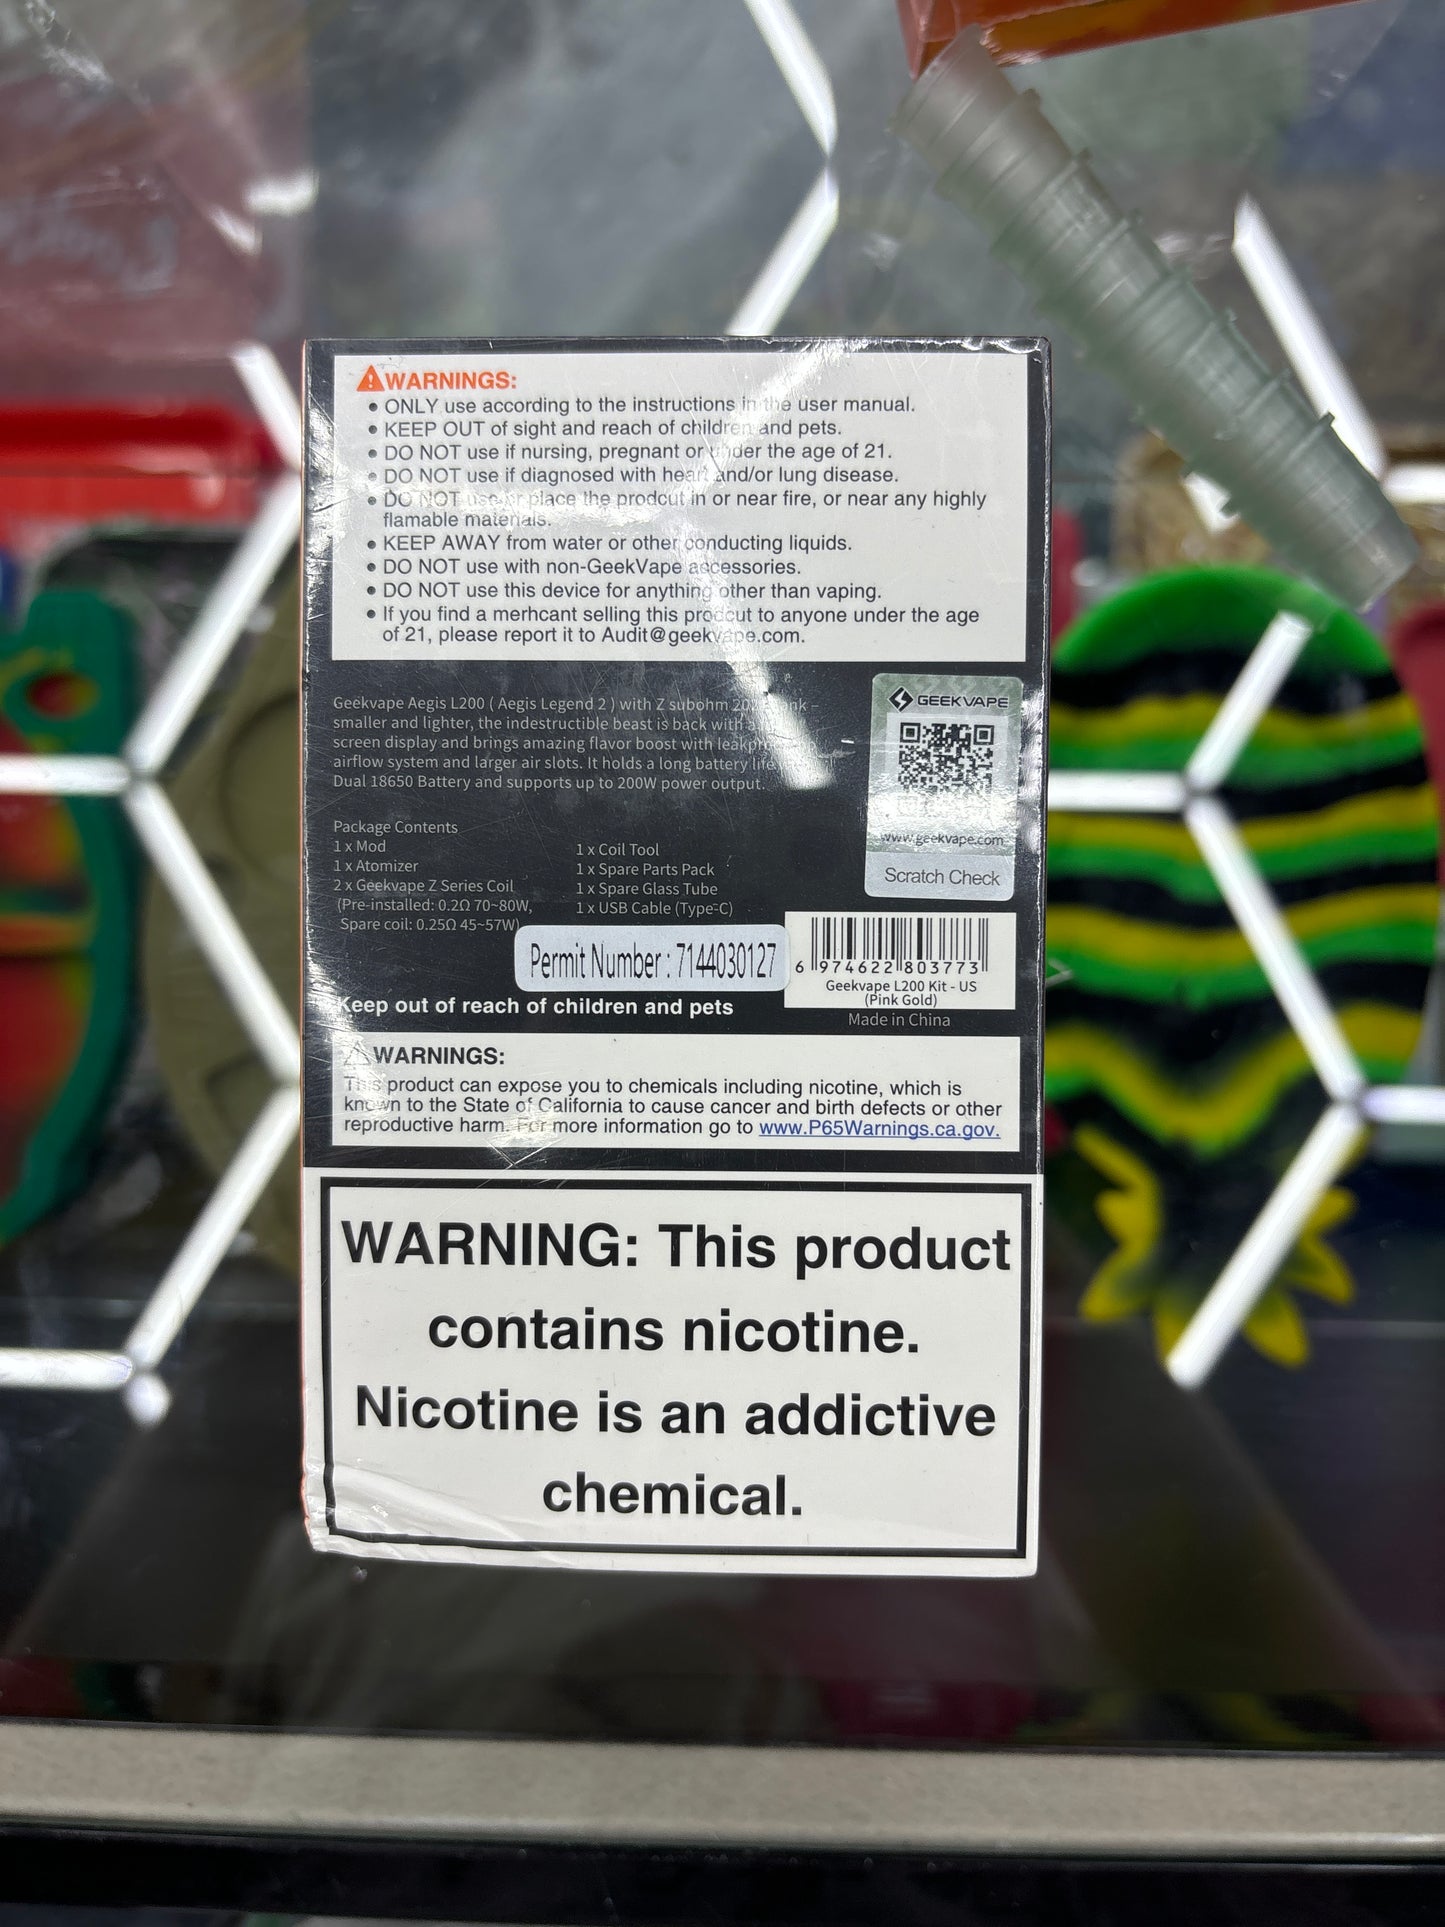 WARNINGS:
• ONLY use according to the instructions in the user manual.
• KEEP OUT of sight and reach of children and pets.
• DO NOT use if nursing, pregnant or under the age of 21.
• DO NOT use if diagnosed with heart and/or lung disease.
• DO NOT use or place the prodcut in or near fire, or near any highly
flamable materials.
• KEEP AWAY from water or other conducting liquids.
• DO NOT use with non-GeekVape accessories.
• DO NOT use this device for anything other than vaping.
• If you find a merhcant selling this prodcut to anyone under the age
of 21, please report it to Audit@geekvape.com.
Geekvape Aegis L200 ( Aegis Legend 2 ) with Z subohm –
smaller and lighter, the indestructible beast is back with a
screen display and brings amazing flavor boost with
airflow system and larger air slots. It holds a long battery life
Dual 18650 Battery and supports up to 200W power output.
GEEKVAPE
www.geekvape.com
Scratch Check
Package Contents
1 x Mod
1 x Atomizer
2 x Geekvape Z Series Coil
(Pre-installed: 0.2Ω 70~80W,
Spare coil: 0.25Ω 45~57W)
1 x Coil Tool
1 x Spare Parts Pack
1 x Spare Glass Tube
1 x USB Cable (Type-C)
Permit Number : 7144030127
6 974622 803773
Geekvape L200 Kit - US
(Pink Gold)
Made in China
Keep out of reach of children and pets
WARNINGS:
This product can expose you to chemicals including nicotine, which is
known to the State of California to cause cancer and birth defects or other
reproductive harm. For more information go to www.P65Warnings.ca.gov.
WARNING: This product
contains nicotine.
Nicotine is an addictive
chemical.